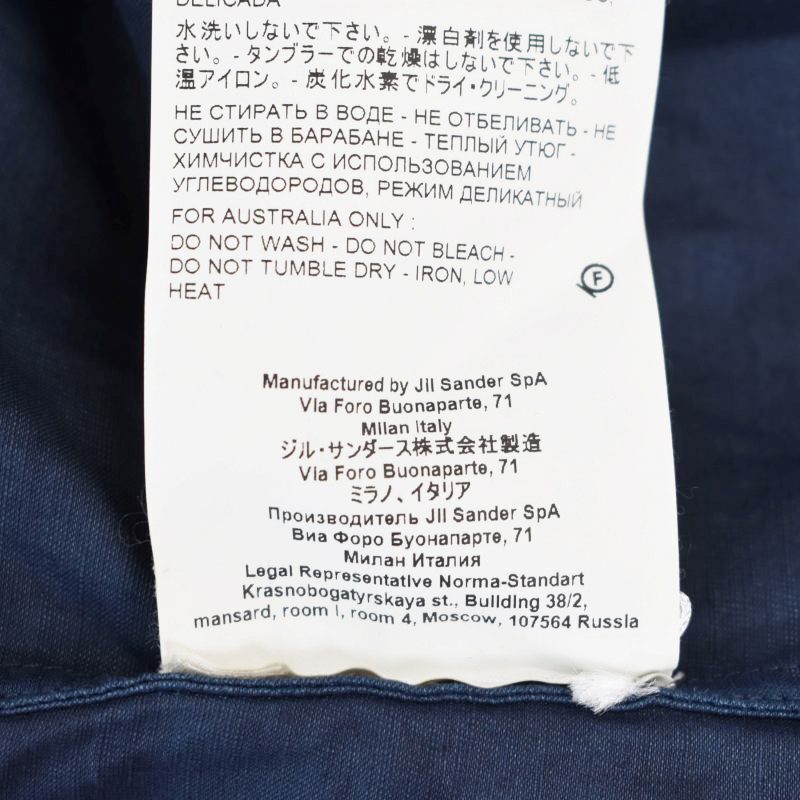 DELICADA
水洗いしないで下さい。- 漂白剤を使用しないで下
さい。- タンブラーでの乾燥はしないで下さい。- 低
温アイロン。- 炭化水素でドライ・クリーニング。
НЕ СТИРАТЬ В ВОДЕ - НЕ ОТБЕЛИВАТЬ - НЕ
СУШИТЬ В БАРАБАНЕ - ТЕПЛЫЙ УТЮГ -
ХИМЧИСТКА С ИСПОЛЬЗОВАНИЕМ
УГЛЕВОДОРОДОВ, РЕЖИМ ДЕЛИКАТНЫЙ
FOR AUSTRALIA ONLY :
DO NOT WASH - DO NOT BLEACH -
DO NOT TUMBLE DRY - IRON, LOW
HEAT
F
Manufactured by Jil Sander SpA
Via Foro Buonaparte, 71
Milan Italy
ジル・サンダース株式会社製造
Via Foro Buonaparte, 71
ミラノ、イタリア
Производитель Jil Sander SpA
Виа Форо Буонапарте, 71
Милан Италия
Legal Representative Norma-Standart
Krasnobogatyrskaya st., Building 38/2,
mansard, room I, room 4, Moscow, 107564 Russia